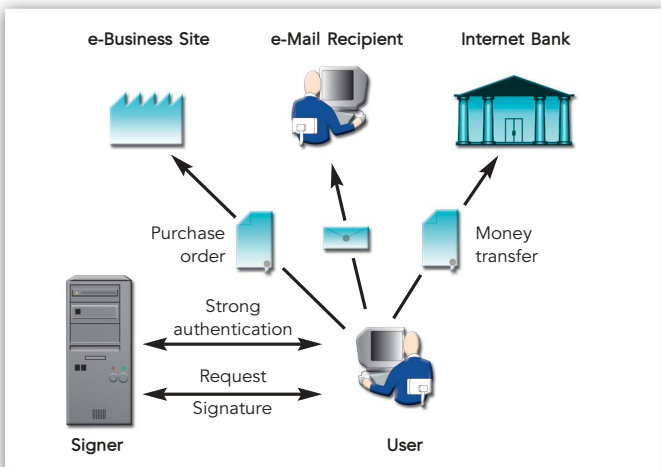 e-Business Site
e-Mail Recipient
Internet Bank
Purchase
order
Money
transfer
Strong
authentication
Request
Signature
Signer
User